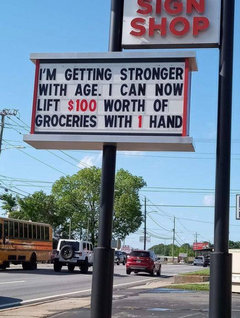 SIGN
SHOP
I'M GETTING STRONGER
WITH AGE. I CAN NOW
LIFT $100 WORTH OF
GROCERIES WITH 1 HAND